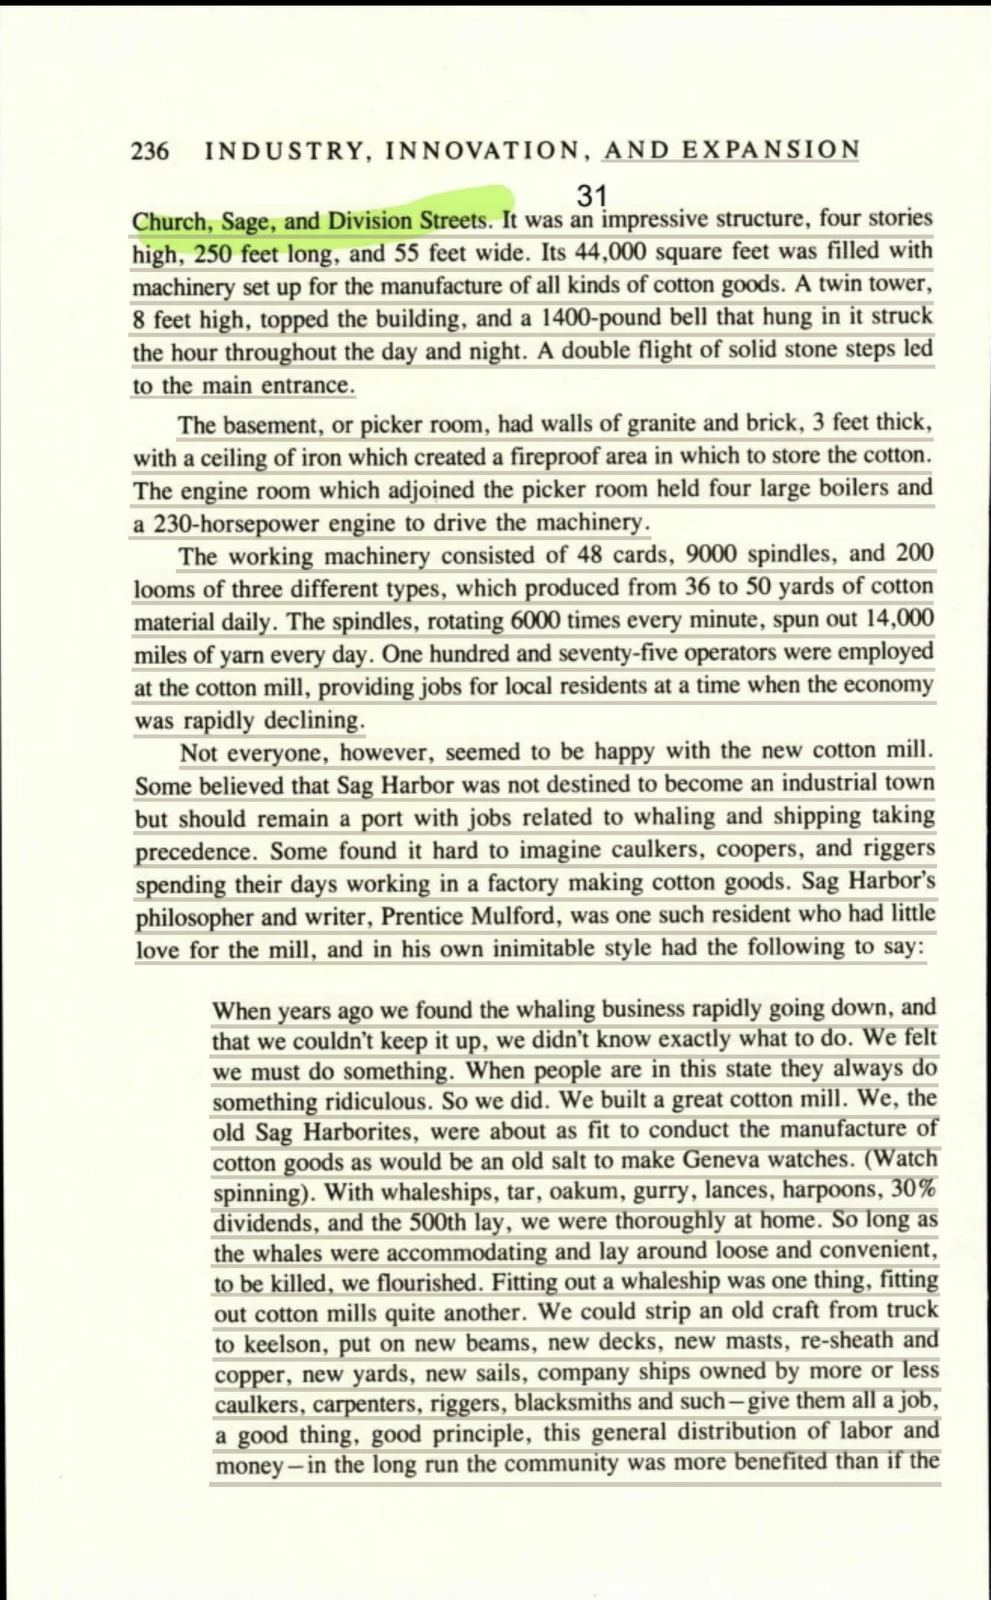 236 INDUSTRY, INNOVATION, AND EXPANSION
31
Church, Sage, and Division Streets. It was an impressive structure, four stories
high, 250 feet long, and 55 feet wide. Its 44,000 square feet was filled with
machinery set up for the manufacture of all kinds of cotton goods. A twin tower,
8 feet high, topped the building, and a 1400-pound bell that hung in it struck
the hour throughout the day and night. A double flight of solid stone steps led
to the main entrance.
The basement, or picker room, had walls of granite and brick, 3 feet thick,
with a ceiling of iron which created a fireproof area in which to store the cotton.
The engine room which adjoined the picker room held four large boilers and
a 230-horsepower engine to drive the machinery.
The working machinery consisted of 48 cards, 9000 spindles, and 200
looms of three different types, which produced from 36 to 50 yards of cotton
material daily. The spindles, rotating 6000 times every minute, spun out 14,000
miles of yarn every day. One hundred and seventy-five operators were employed
at the cotton mill, providing jobs for local residents at a time when the economy
was rapidly declining.
Not everyone, however, seemed to be happy with the new cotton mill.
Some believed that Sag Harbor was not destined to become an industrial town
but should remain a port with jobs related to whaling and shipping taking
precedence. Some found it hard to imagine caulkers, coopers, and riggers
spending their days working in a factory making cotton goods. Sag Harbor's
philosopher and writer, Prentice Mulford, was one such resident who had little
love for the mill, and in his own inimitable style had the following to say:
When years ago we found the whaling business rapidly going down, and
that we couldn't keep it up, we didn't know exactly what to do. We felt
we must do something. When people are in this state they always do
something ridiculous. So we did. We built a great cotton mill. We, the
old Sag Harborites, were about as fit to conduct the manufacture of
cotton goods as would be an old salt to make Geneva watches. (Watch
spinning). With whaleships, tar, oakum, gurry, lances, harpoons, 30%
dividends, and the 500th lay, we were thoroughly at home. So long as
the whales were accommodating and lay around loose and convenient,
to be killed, we flourished. Fitting out a whaleship was one thing, fitting
out cotton mills quite another. We could strip an old craft from truck
to keelson, put on new beams, new decks, new masts, re-sheath and
copper, new yards, new sails, company ships owned by more or less
caulkers, carpenters, riggers, blacksmiths and such—give them all a job,
a good thing, good principle, this general distribution of labor and
money—in the long run the community was more benefited than if the